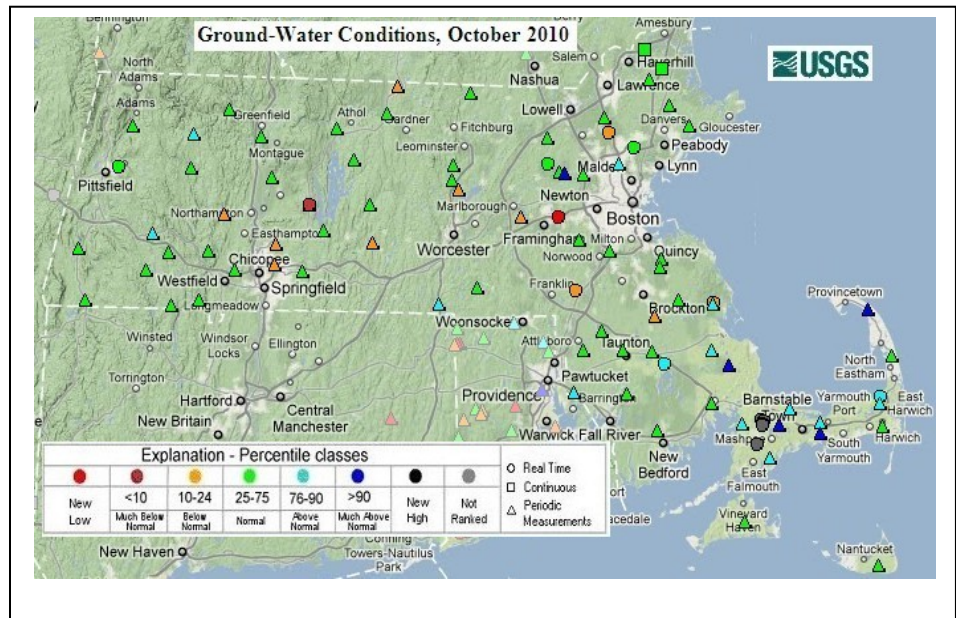 Ground-Water Conditions, October 2010
USGS
Bennington
Amesbury
North Adams
Salem
Haverhill
Nashua
Lawrence
Adams
Greenfield
Athol
Gardner
Fitchburg
Lowell
Danvers
Gloucester
Montague
Leominster
Peabody
Pittsfield
Malde
Lynn
Northampton
Marlborough
Newton
Boston
Easthampton
Worcester
Framingham
Milton
Quincy
Norwood
Chicopee
Westfield
Springfield
Franklin
Longmeadow
Brockton
Provincetown
Winsted
Windsor Locks
Ellington
Woonsocket
Attleboro
Taunton
North Eastham
Torrington
Pawtucket
Hartford
Providence
Barrington
Barnstable Town
Yarmouth Port
East Harwich
New Britain
Central Manchester
Warwick
Fall River
Mashpee
South Yarmouth
Harwich
New Bedford
East Falmouth
Explanation - Percentile classes
<10
10-24
25-75
76-90
>90
New Low
Much Below Normal
Below Normal
Normal
Above Normal
Much Above Normal
New High
Not Ranked
Real Time
Continuous
Periodic Measurements
port
acedale
Vineyard Haven
New Haven
Conning Towers-Nautilus Park
Nantucket